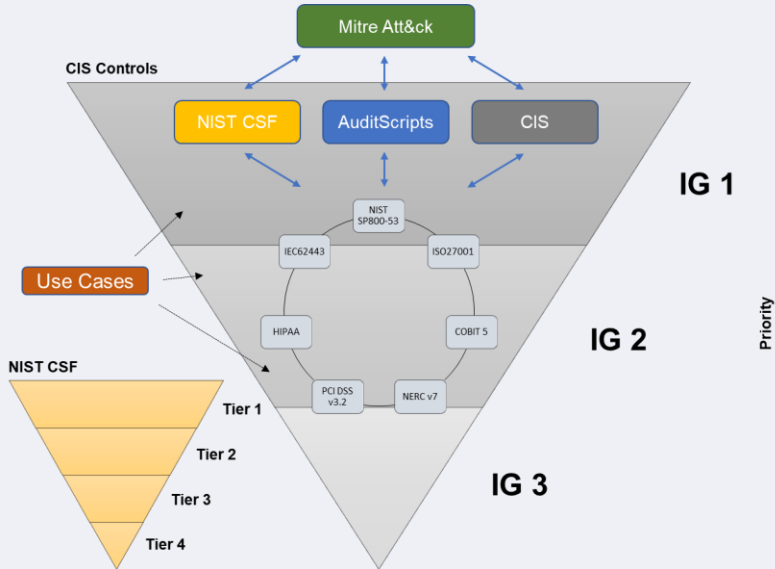 Mitre Att&ck
CIS Controls
NIST CSF
AuditScripts
CIS
IG 1
NIST
SP800-53
IEC62443
ISO27001
Use Cases
HIPAA
COBIT 5
IG 2
Priority
NIST CSF
PCI DSS
v3.2
NERC v7
Tier 1
Tier 2
IG 3
Tier 3
Tier 4